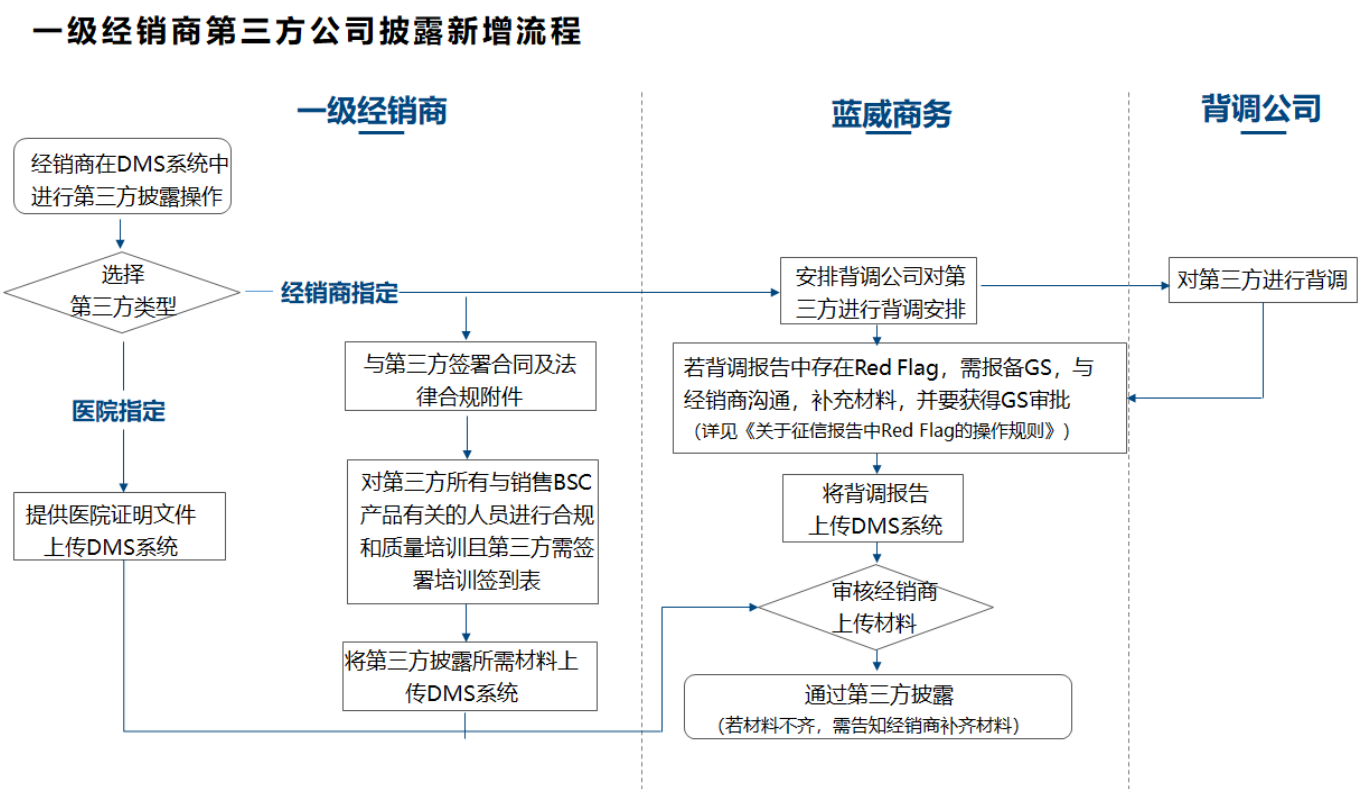 一级经销商第三方公司披露新增流程
一级经销商
蓝威商务
背调公司
经销商在DMS系统中
进行第三方披露操作
选择
第三方类型
经销商指定
医院指定
提供医院证明文件
上传DMS系统
与第三方签署合同及法
律合规附件
对第三方所有与销售BSC
产品有关的人员进行合规
和质量培训且第三方需签
署培训签到表
将第三方披露所需材料上
传DMS系统
安排背调公司对第
三方进行背调安排
对第三方进行背调
若背调报告中存在Red Flag，需报备GS，与
经销商沟通，补充材料，并要获得GS审批
（详见《关于征信报告中Red Flag的操作规则》）
将背调报告
上传DMS系统
审核经销商
上传材料
通过第三方披露
（若材料不齐，需告知经销商补齐材料）